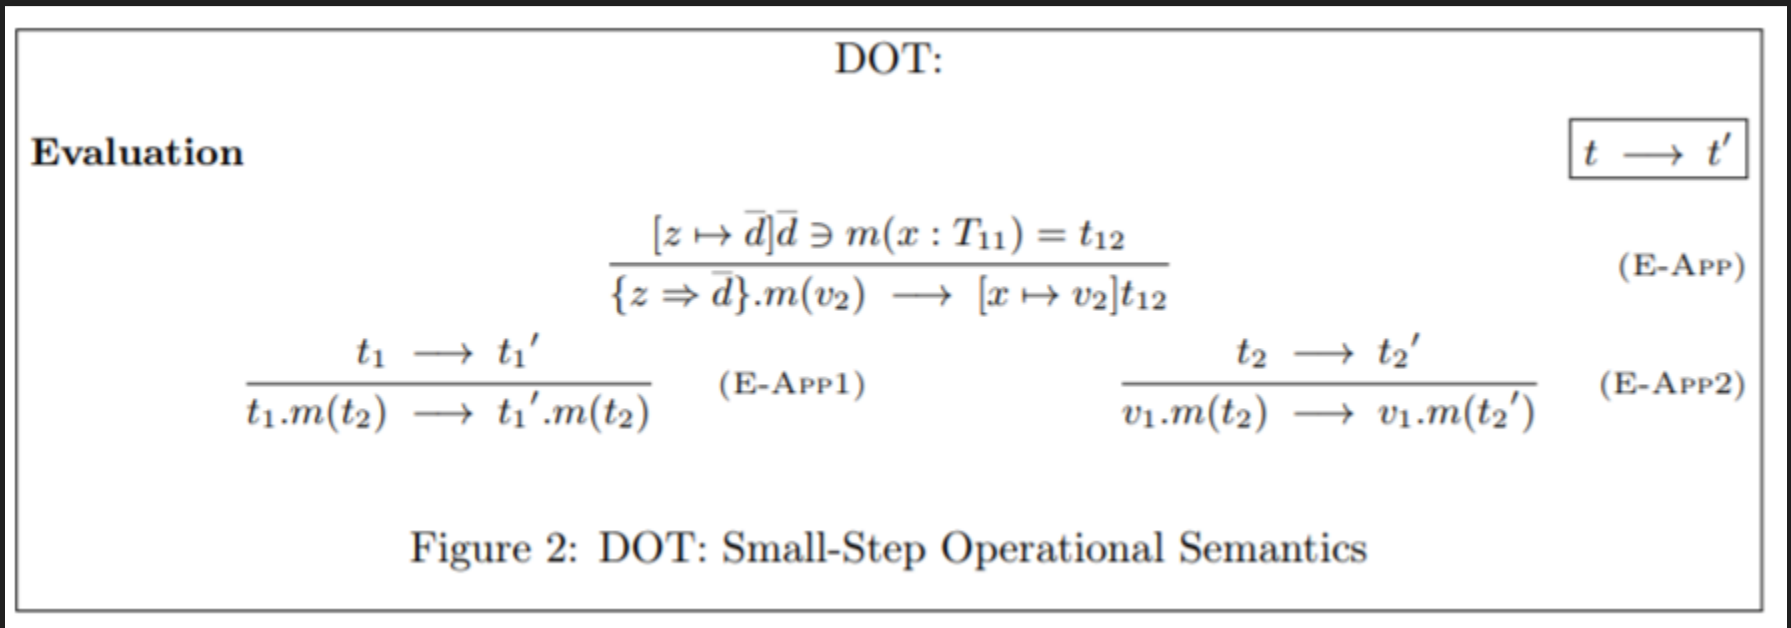 DOT:
Evaluation
t ⟶ t′
[z ↦ d̅]d̅ ∋ m(x : T₁₁) = t₁₂
{z ⇒ d̅}.m(v₂) ⟶ [x ↦ v₂]t₁₂
(E-App)
t₁ ⟶ t₁′
t₁.m(t₂) ⟶ t₁′.m(t₂)
(E-App1)
t₂ ⟶ t₂′
v₁.m(t₂) ⟶ v₁.m(t₂′)
(E-App2)
Figure 2: DOT: Small-Step Operational Semantics